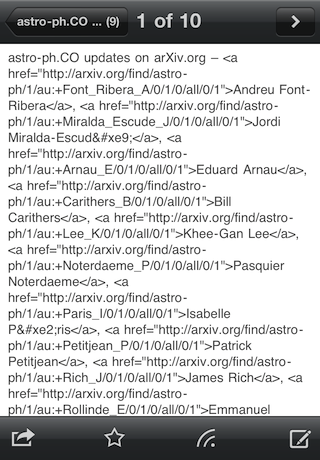 astro-ph.CO ... (9)
1 of 10
astro-ph.CO updates on arXiv.org – <a
href="http://arxiv.org/find/astro-
ph/1/au:+Font_Ribera_A/0/1/0/all/0/1">Andreu Font-
Ribera</a>, <a href="http://arxiv.org/find/astro-
ph/1/au:+Miralda_Escude_J/0/1/0/all/0/1">Jordi
Miralda-Escud&#xe9;</a>, <a
href="http://arxiv.org/find/astro-
ph/1/au:+Arnau_E/0/1/0/all/0/1">Eduard Arnau</a>,
<a href="http://arxiv.org/find/astro-
ph/1/au:+Carithers_B/0/1/0/all/0/1">Bill
Carithers</a>, <a href="http://arxiv.org/find/astro-
ph/1/au:+Lee_K/0/1/0/all/0/1">Khee-Gan Lee</a>,
<a href="http://arxiv.org/find/astro-
ph/1/au:+Noterdaeme_P/0/1/0/all/0/1">Pasquier
Noterdaeme</a>, <a
href="http://arxiv.org/find/astro-
ph/1/au:+Paris_I/0/1/0/all/0/1">Isabelle
P&#xe2;ris</a>, <a href="http://arxiv.org/find/astro-
ph/1/au:+Petitjean_P/0/1/0/all/0/1">Patrick
Petitjean</a>, <a href="http://arxiv.org/find/astro-
ph/1/au:+Rich_J/0/1/0/all/0/1">James Rich</a>, <a
href="http://arxiv.org/find/astro-
ph/1/au:+Rollinde_E/0/1/0/all/0/1">Emmanuel